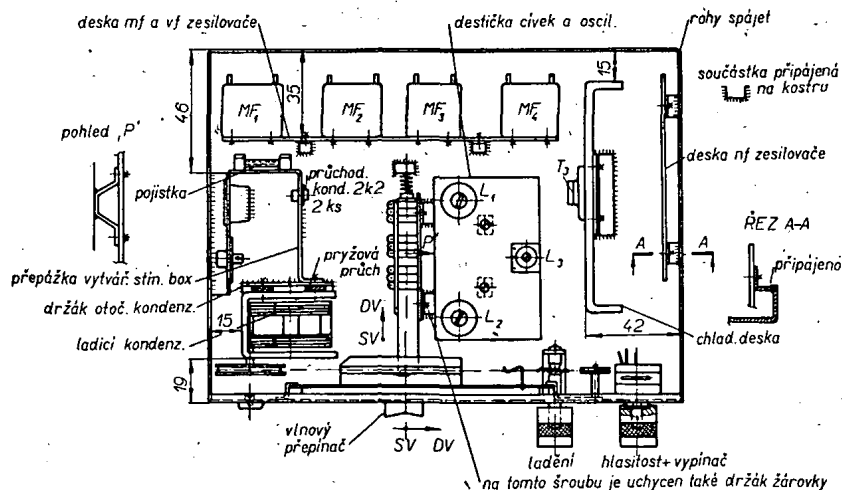 deska mf a vf zesilovače
destička cívek a oscil.
rohy spájet
46
35
15
součástka připájená
na kostru
MF1
MF2
MF3
MF4
pohled „P“
pojistka
průchod.
kond. 2k2
2 ks
T3
deska nf zesilovače
L1
"P"
L3
L2
ŘEZ A-A
A
A
připájeno
přepážka vytvář. stín. box
pryžová
průch.
držák otoč. kondenz.
15
DV
SV
ladicí kondenz.
42
chlad. deska
19
vlnový
přepínač
SV
DV
ladění
hlasitost + vypínač
na tomto šroubu je uchycen také držák žárovky